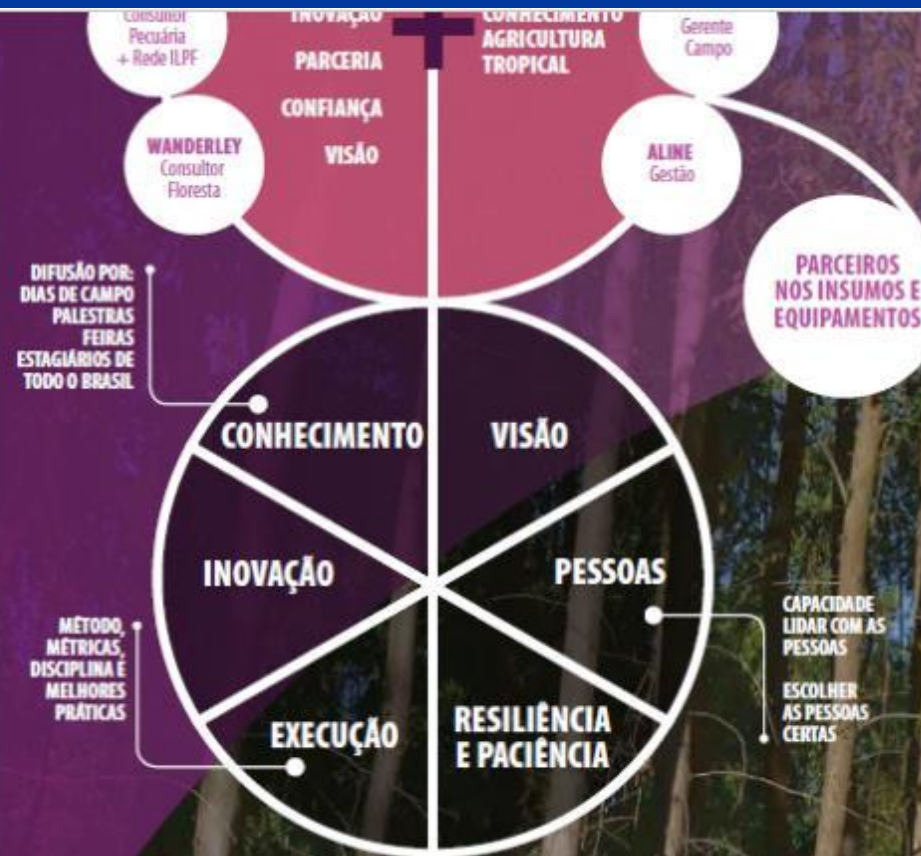 Consultor
Pecuária
+ Rede ILPF
INOVAÇÃO
PARCERIA
CONFIANÇA
VISÃO
CONHECIMENTO
AGRICULTURA
TROPICAL
Gerente
Campo
WANDERLEY
Consultor
Floresta
ALINE
Gestão
PARCEIROS
NOS INSUMOS E
EQUIPAMENTOS
DIFUSÃO POR:
DIAS DE CAMPO
PALESTRAS
FEIRAS
ESTAGIÁRIOS DE
TODO O BRASIL
CONHECIMENTO
VISÃO
INOVAÇÃO
PESSOAS
MÉTODO,
MÉTRICAS,
DISCIPLINA E
MELHORES
PRÁTICAS
EXECUÇÃO
RESILIÊNCIA
E PACIÊNCIA
CAPACIDADE
LIDAR COM AS
PESSOAS
ESCOLHER
AS PESSOAS
CERTAS